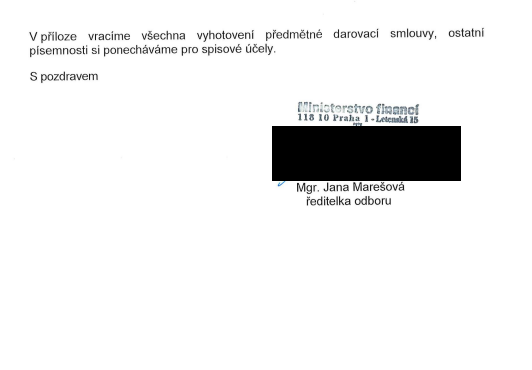 V příloze vracíme všechna vyhotovení předmětné darovací smlouvy, ostatní
písemnosti si ponecháváme pro spisové účely.
S pozdravem
Ministerstvo financí
118 10 Praha 1 - Letenská 15
Mgr. Jana Marešová
ředitelka odboru